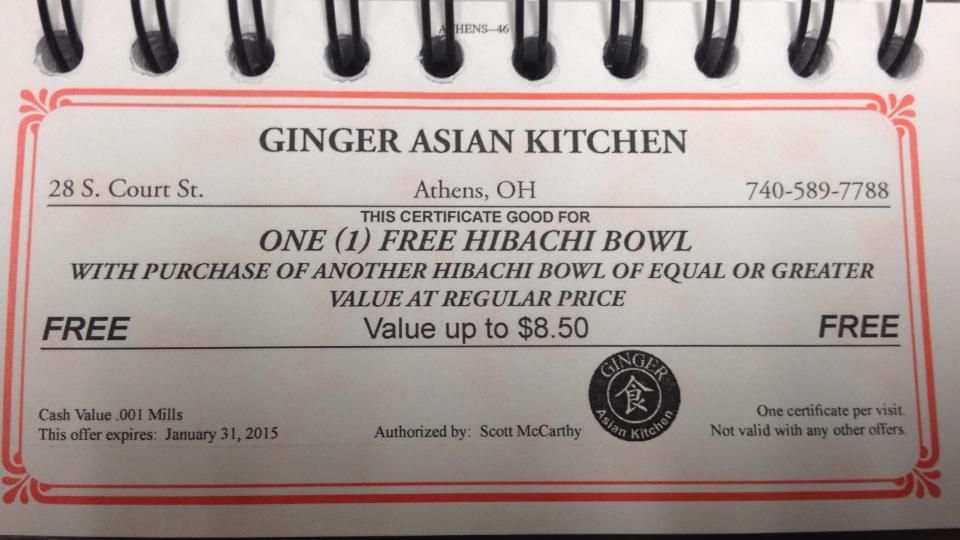 ATHENS--46
GINGER ASIAN KITCHEN
28 S. Court St. Athens, OH 740-589-7788
THIS CERTIFICATE GOOD FOR
ONE (1) FREE HIBACHI BOWL
WITH PURCHASE OF ANOTHER HIBACHI BOWL OF EQUAL OR GREATER
VALUE AT REGULAR PRICE
FREE Value up to $8.50 FREE
GINGER
食
Asian Kitchen
Cash Value .001 Mills
This offer expires: January 31, 2015
Authorized by: Scott McCarthy
One certificate per visit.
Not valid with any other offers.